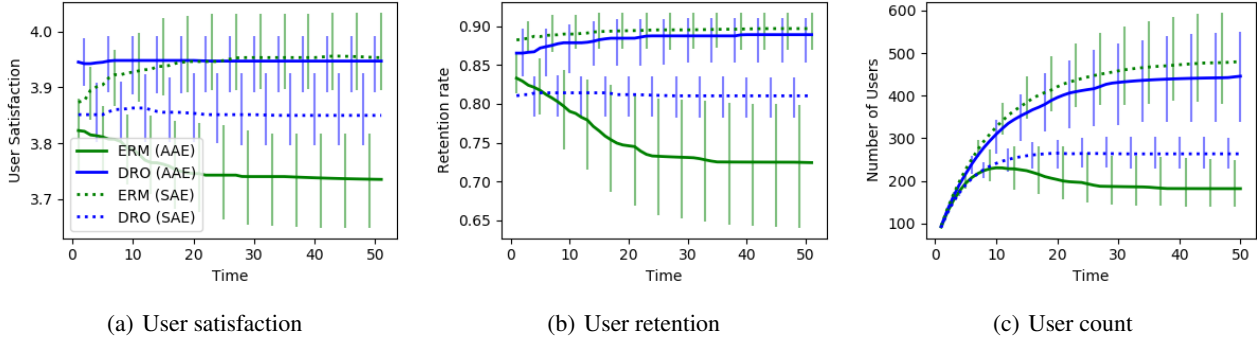 4.0
3.9
3.8
3.7
User Satisfaction
ERM (AAE)
DRO (AAE)
ERM (SAE)
DRO (SAE)
0 10 20 30 40 50
Time
(a) User satisfaction
0.90
0.85
0.80
0.75
0.70
0.65
Retention rate
0 10 20 30 40 50
Time
(b) User retention
600
500
400
300
200
100
Number of Users
0 10 20 30 40 50
Time
(c) User count